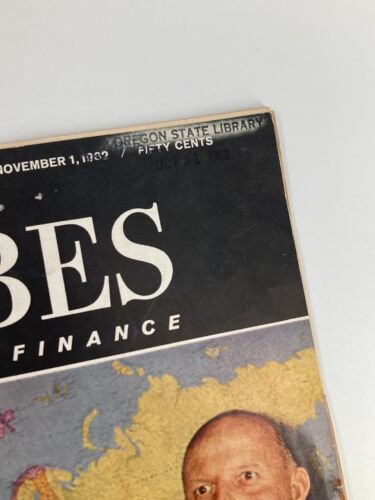 OREGON STATE LIBRARY
NOVEMBER 1, 1962 / FIFTY CENTS
OCT 31 1962
BES
FINANCE